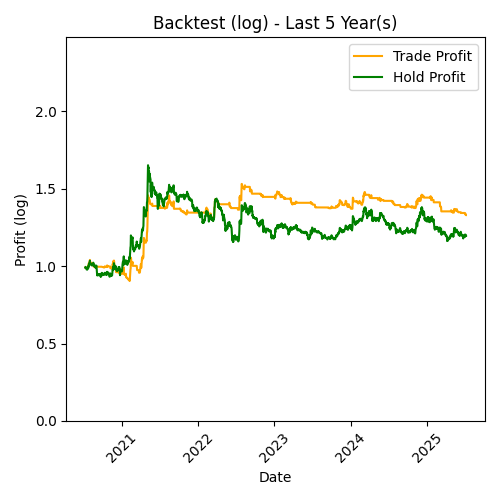 Backtest (log) - Last 5 Year(s)
Trade Profit
Hold Profit
Profit (log)
2.0
1.5
1.0
0.5
0.0
2021
2022
2023
2024
2025
Date